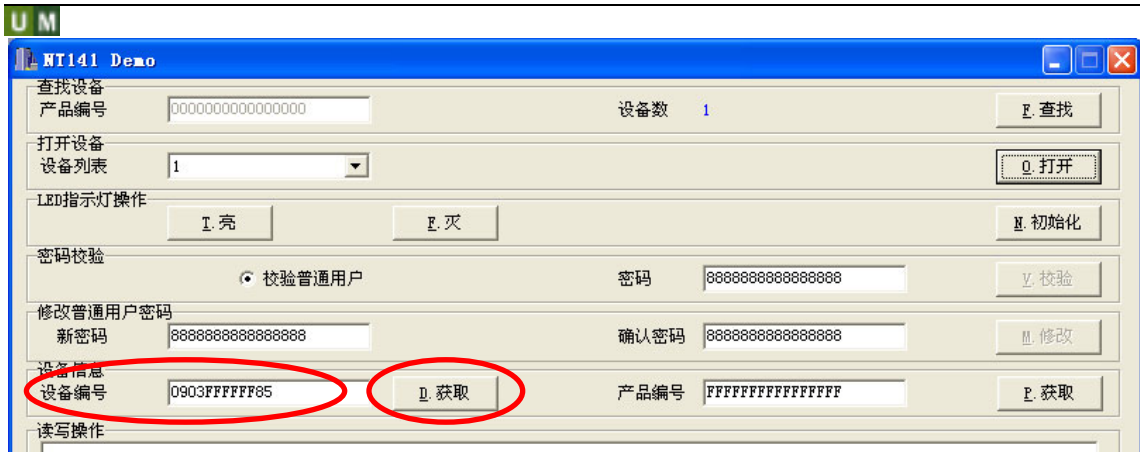 UM
NT141 Demo
查找设备
产品编号 0000000000000000 设备数 1 F.查找
打开设备
设备列表 1 O.打开
LED指示灯操作
T.亮 E.灭 N.初始化
密码校验
校验普通用户 密码 8888888888888888 V.校验
修改普通用户密码
新密码 8888888888888888 确认密码 8888888888888888 M.修改
设备信息
设备编号 0903FFFFFF85 D.获取 产品编号 FFFFFFFFFFFFFFFF P.获取
读写操作